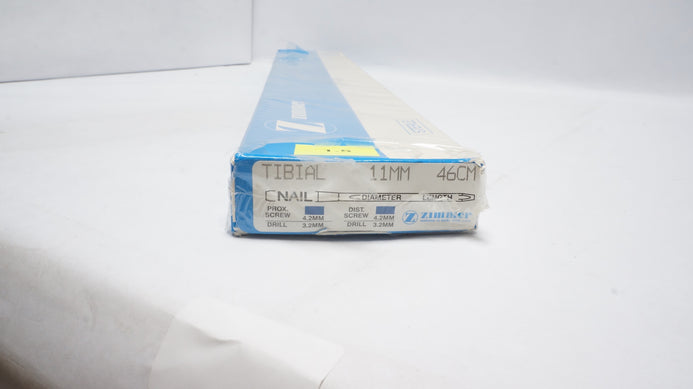 TIBIAL 11MM 46CM
NAIL DIAMETER LENGTH
PROX. SCREW 4.2MM
DRILL 3.2MM
DIST. SCREW 4.2MM
DRILL 3.2MM
Z zimmer